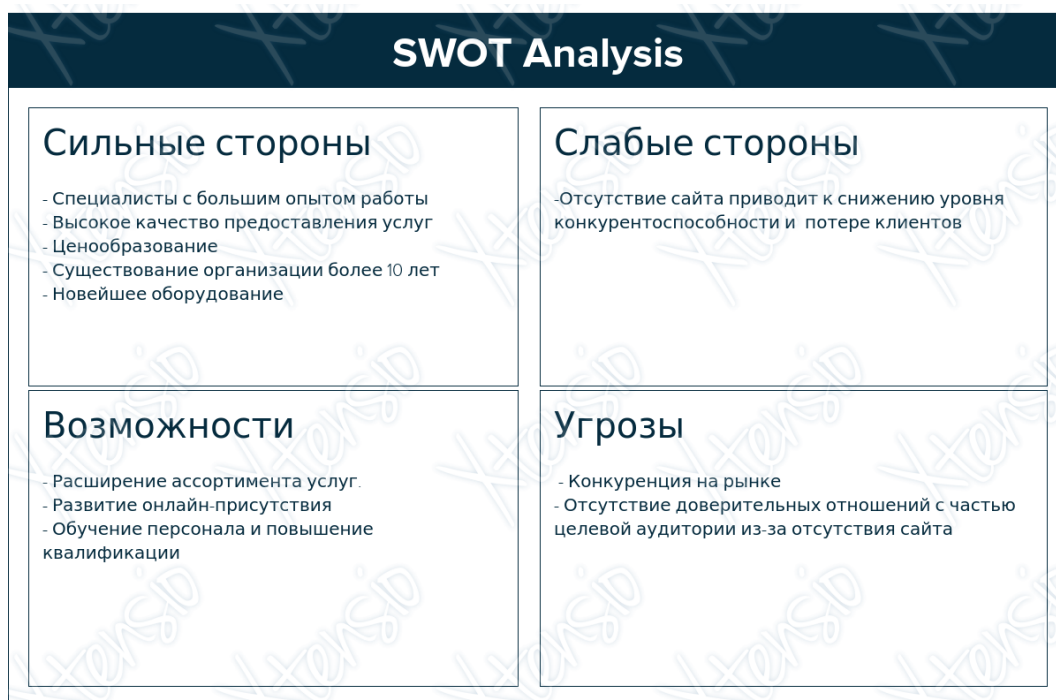 SWOT Analysis
Сильные стороны
- Специалисты с большим опытом работы
- Высокое качество предоставления услуг
- Ценообразование
- Существование организации более 10 лет
- Новейшее оборудование
Слабые стороны
-Отсутствие сайта приводит к снижению уровня
конкурентоспособности и  потере клиентов
Возможности
- Расширение ассортимента услуг.
- Развитие онлайн-присутствия
- Обучение персонала и повышение
квалификации
Угрозы
- Конкуренция на рынке
- Отсутствие доверительных отношений с частью
целевой аудитории из-за отсутствия сайта
Xtensio